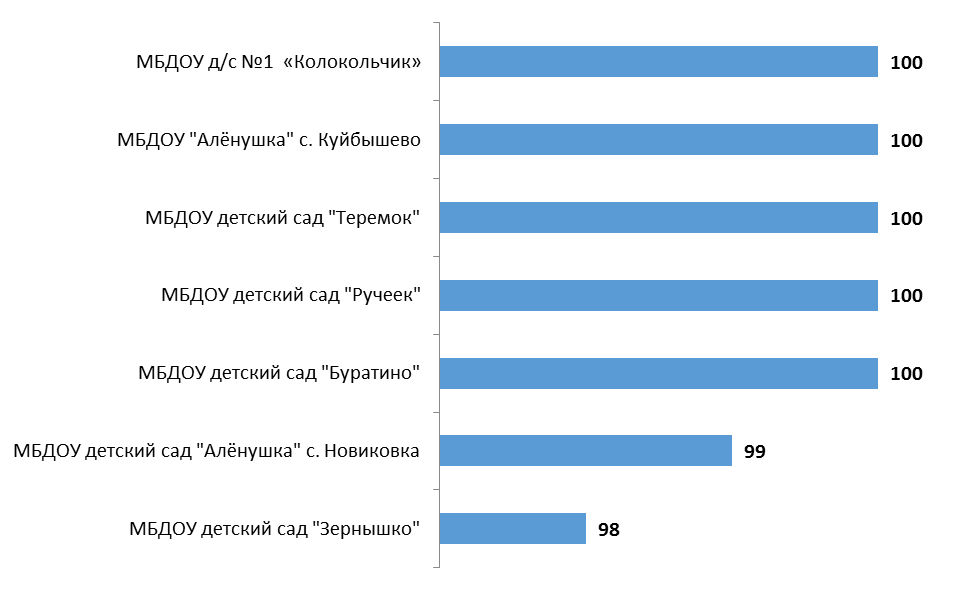 МБДОУ д/с №1  «Колокольчик» 100
МБДОУ "Алёнушка" с. Куйбышево 100
МБДОУ детский сад "Теремок" 100
МБДОУ детский сад "Ручеек" 100
МБДОУ детский сад "Буратино" 100
МБДОУ детский сад "Алёнушка" с. Новиковка 99
МБДОУ детский сад "Зернышко" 98